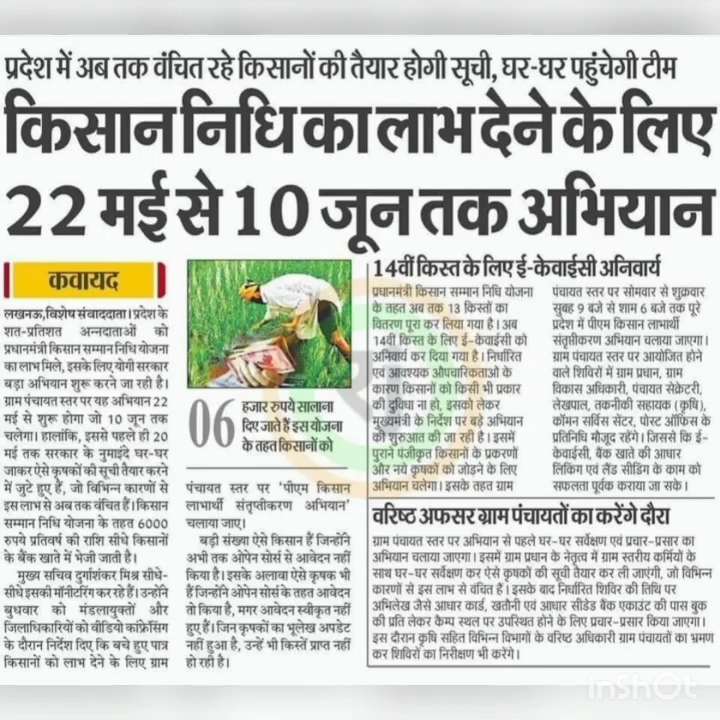 प्रदेश में अब तक वंचित रहे किसानों की तैयार होगी सूची, घर-घर पहुंचेगी टीम
किसान निधि का लाभ देने के लिए
22 मई से 10 जून तक अभियान
कवायद
लखनऊ, विशेष संवाददाता। प्रदेश के
शत-प्रतिशत अन्नदाताओं को
प्रधानमंत्री किसान सम्मान निधि योजना
का लाभ मिले, इसके लिए योगी सरकार
बड़ा अभियान शुरू करने जा रही है।
ग्राम पंचायत स्तर पर यह अभियान 22
मई से शुरू होगा जो 10 जून तक
चलेगा। हालांकि, इससे पहले ही 20
मई तक सरकार के नुमाइंदे घर-घर
जाकर ऐसे कृषकों की सूची तैयार करने
में जुटे हुए हैं, जो विभिन्न कारणों से
इस लाभ से अब तक वंचित हैं। किसान
सम्मान निधि योजना के तहत 6000
रुपये प्रतिवर्ष की राशि सीधे किसानों
के बैंक खाते में भेजी जाती है।
मुख्य सचिव दुर्गाशंकर मिश्र सीधे-
सीधे इसकी मॉनीटरिंग कर रहे हैं। उन्होंने
बुधवार को मंडलायुक्तों और
जिलाधिकारियों को वीडियो कांफ्रेंसिंग
के दौरान निर्देश दिए कि बचे हुए पात्र
किसानों को लाभ देने के लिए ग्राम
06 हजार रुपये सालाना
दिए जाते हैं इस योजना
के तहत किसानों को
पंचायत स्तर पर 'पीएम किसान
लाभार्थी संतृप्तीकरण अभियान'
चलाया जाए।
बड़ी संख्या ऐसे किसान हैं जिन्होंने
अभी तक ओपेन सोर्स से आवेदन नहीं
किया है। इसके अलावा ऐसे कृषक भी
हैं जिन्होंने ओपेन सोर्स के तहत आवेदन
तो किया है, मगर आवेदन स्वीकृत नहीं
हुए हैं। जिन कृषकों का भूलेख अपडेट
नहीं हुआ है, उन्हें भी किस्तें प्राप्त नहीं
हो रही है।
14वीं किस्त के लिए ई-केवाईसी अनिवार्य
प्रधानमंत्री किसान सम्मान निधि योजना
के तहत अब तक 13 किस्तों का
वितरण पूरा कर लिया गया है। अब
14वीं किस्त के लिए ई-केवाईसी को
अनिवार्य कर दिया गया है। निर्धारित
एवं आवश्यक औपचारिकताओं के
कारण किसानों को किसी भी प्रकार
की दुविधा ना हो, इसको लेकर
मुख्यमंत्री के निर्देश पर बड़े अभियान
की शुरुआत की जा रही है। इसमें
पुराने पंजीकृत किसानों के प्रकरणों
और नये कृषकों को जोड़ने के लिए
अभियान चलेगा। इसके तहत ग्राम
पंचायत स्तर पर सोमवार से शुक्रवार
सुबह 9 बजे से शाम 6 बजे तक पूरे
प्रदेश में पीएम किसान लाभार्थी
संतृप्तीकरण अभियान चलाया जाएगा।
ग्राम पंचायत स्तर पर आयोजित होने
वाले शिविरों में ग्राम प्रधान, ग्राम
विकास अधिकारी, पंचायत सेक्रेटरी,
लेखपाल, तकनीकी सहायक (कृषि),
कॉमन सर्विस सेंटर, पोस्ट ऑफिस के
प्रतिनिधि मौजूद रहेंगे। जिससे कि ई-
केवाईसी, बैंक खाते की आधार
लिकिंग एवं लैंड सीडिंग के काम को
सफलता पूर्वक कराया जा सके।
वरिष्ठ अफसर ग्राम पंचायतों का करेंगे दौरा
ग्राम पंचायत स्तर पर अभियान से पहले घर-घर सर्वेक्षण एवं प्रचार-प्रसार का
अभियान चलाया जाएगा। इसमें ग्राम प्रधान के नेतृत्व में ग्राम स्तरीय कर्मियों के
साथ घर-घर सर्वेक्षण कर ऐसे कृषकों की सूची तैयार कर ली जाएंगी, जो विभिन्न
कारणों से इस लाभ से वंचित हैं। इसके बाद निर्धारित शिविर की तिथि पर
अभिलेख जैसे आधार कार्ड, खतौनी एवं आधार सीडेड बैंक एकाउंट की पास बुक
की प्रति लेकर कैम्प स्थल पर उपस्थित होने के लिए प्रचार-प्रसार किया जाएगा।
इस दौरान कृषि सहित विभिन्न विभागों के वरिष्ठ अधिकारी ग्राम पंचायतों का भ्रमण
कर शिविरों का निरीक्षण भी करेंगे।
InShOt